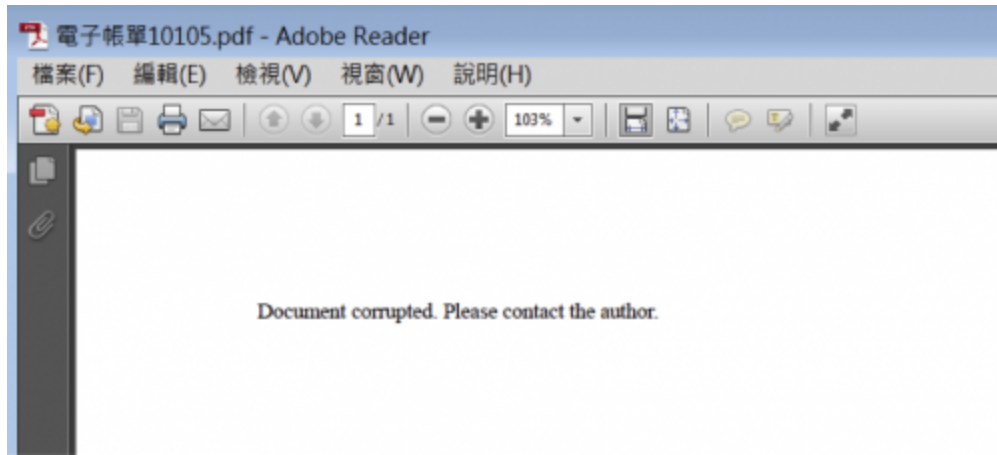 電子帳單10105.pdf - Adobe Reader
檔案(F) 編輯(E) 檢視(V) 視窗(W) 說明(H)
1 / 1 103%
Document corrupted. Please contact the author.